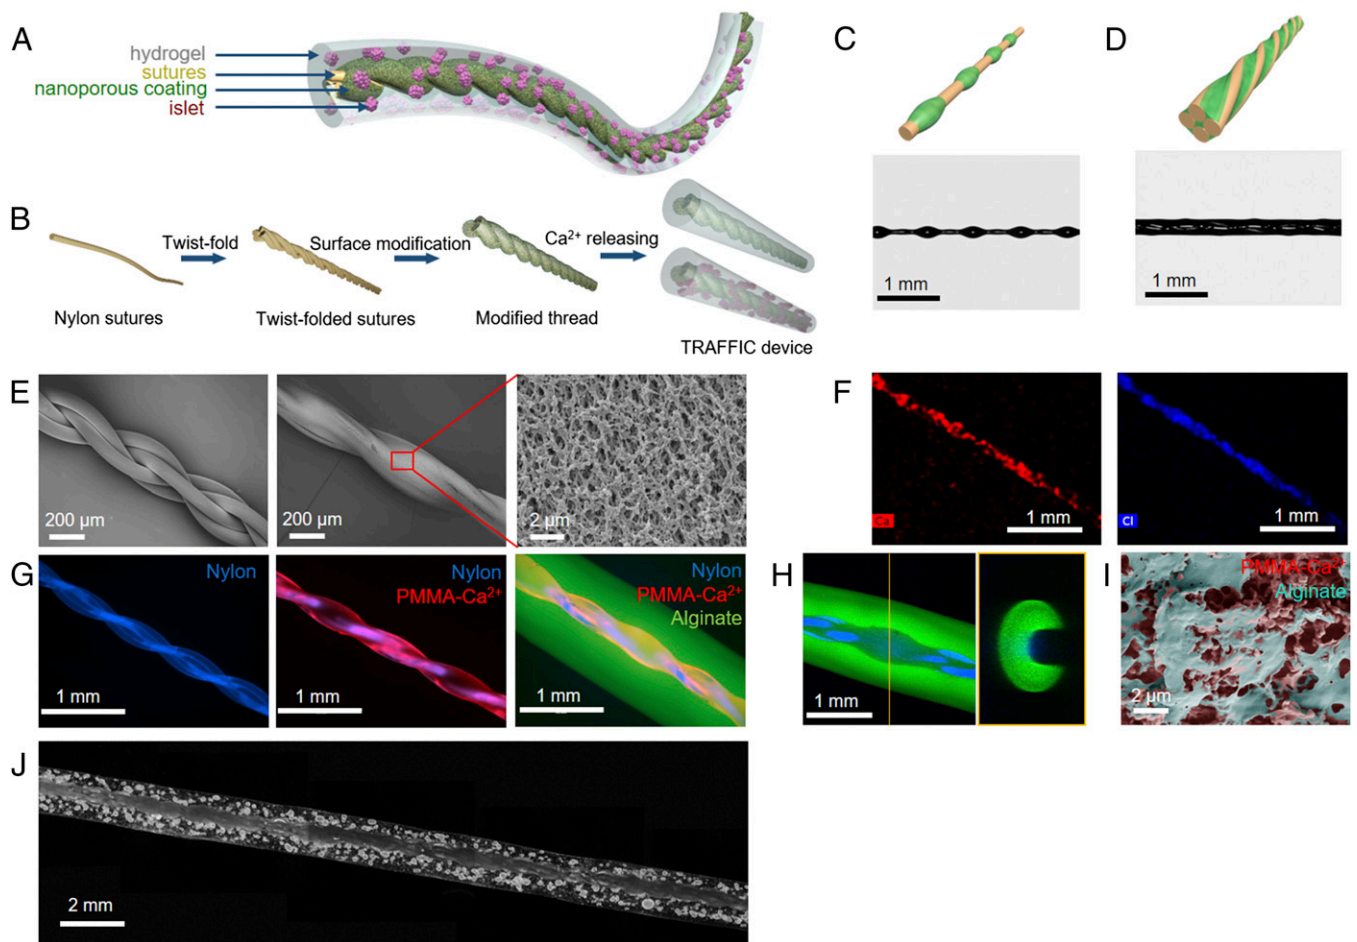 A
hydrogel
sutures
nanoporous coating
islet
B
Twist-fold
Surface modification
Ca²⁺ releasing
Nylon sutures
Twist-folded sutures
Modified thread
TRAFFIC device
C
1 mm
D
1 mm
E
200 μm
200 μm
2 μm
F
Ca
1 mm
Cl
1 mm
G
Nylon
1 mm
Nylon
PMMA-Ca²⁺
1 mm
Nylon
PMMA-Ca²⁺
Alginate
1 mm
H
1 mm
I
PMMA-Ca²⁺
Alginate
2 μm
J
2 mm